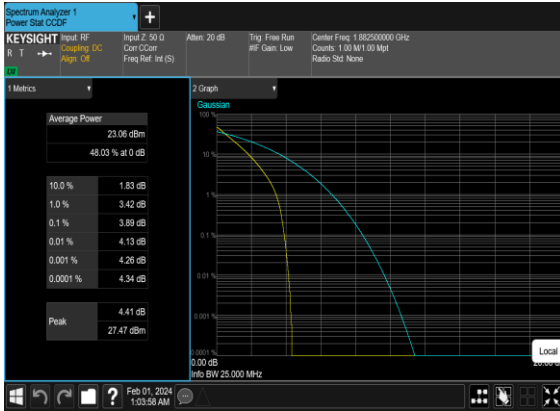 Spectrum Analyzer 1
Power Stat CCDF
+
KEYSIGHT
R T
LXI
Input: RF
Coupling: DC
Align: Off
Input Z: 50 Ω
Corr CCorr
Freq Ref: Int (S)
Atten: 20 dB
Trig: Free Run
#IF Gain: Low
Center Freq: 1.882500000 GHz
Counts: 1.00 M/1.00 Mpt
Radio Std: None
1 Metrics
Average Power
23.06 dBm
48.03 % at 0 dB
10.0 % 1.83 dB
1.0 % 3.42 dB
0.1 % 3.89 dB
0.01 % 4.13 dB
0.001 % 4.26 dB
0.0001 % 4.34 dB
Peak
4.41 dB
27.47 dBm
2 Graph
Gaussian
100 %
10 %
1 %
0.1 %
0.01 %
0.001 %
0.0001 %
0.00 dB
Info BW 25.000 MHz
Local
?
Feb 01, 2024
1:03:58 AM